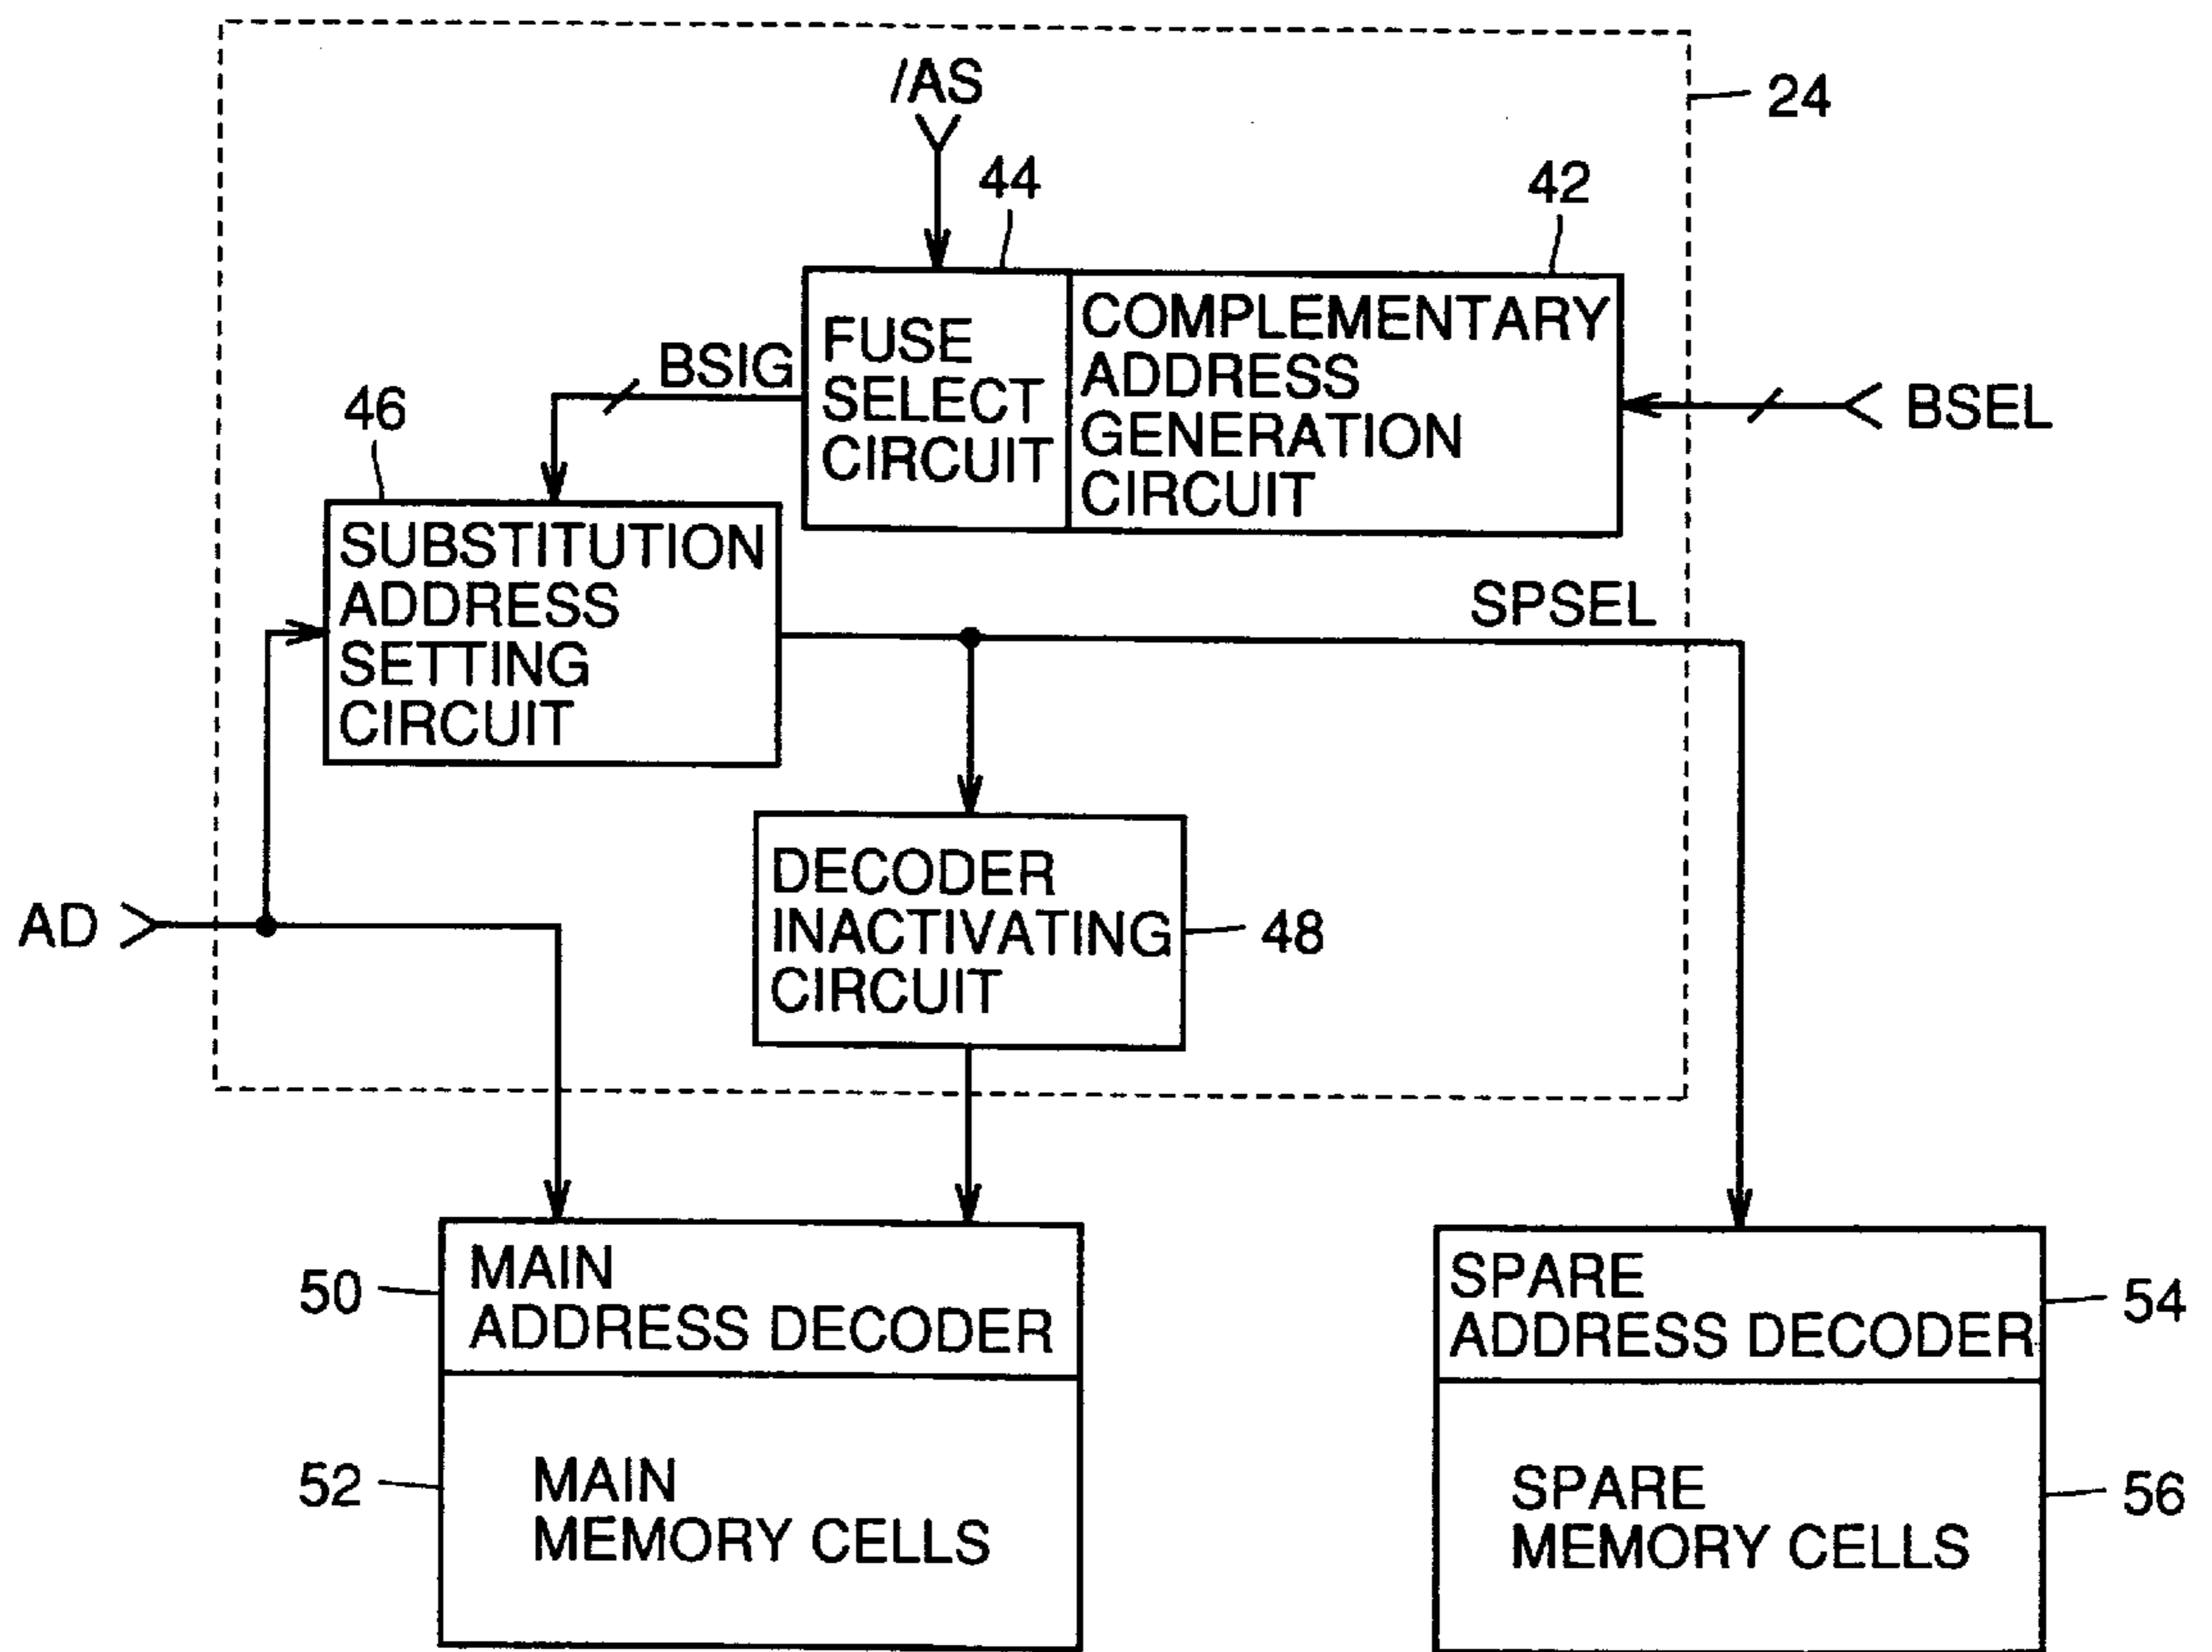 /AS
24
44
42
FUSE
SELECT
CIRCUIT
COMPLEMENTARY
ADDRESS
GENERATION
CIRCUIT
BSIG
BSEL
46
SUBSTITUTION
ADDRESS
SETTING
CIRCUIT
SPSEL
DECODER
INACTIVATING
CIRCUIT
48
AD
50
MAIN
ADDRESS DECODER
SPARE
ADDRESS DECODER
54
52
MAIN
MEMORY CELLS
SPARE
MEMORY CELLS
56